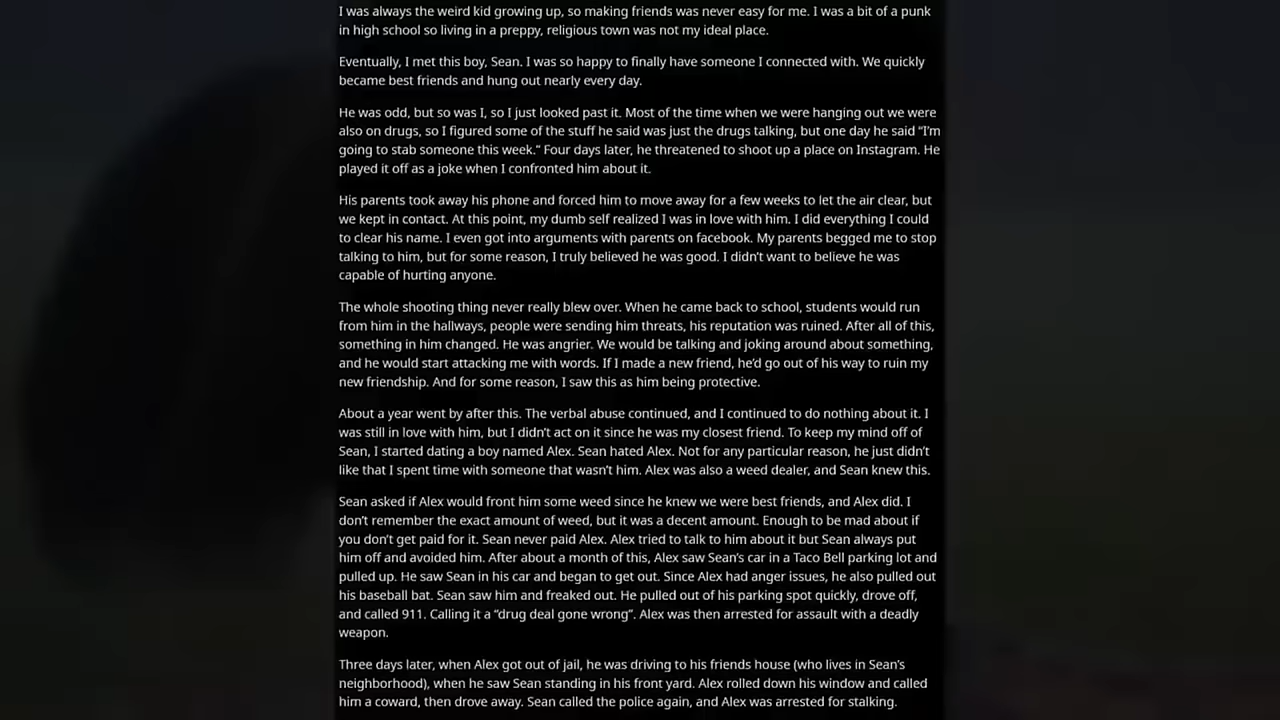 I was always the weird kid growing up, so making friends was never easy for me. I was a bit of a punk
in high school so living in a preppy, religious town was not my ideal place.
Eventually, I met this boy, Sean. I was so happy to finally have someone I connected with. We quickly
became best friends and hung out nearly every day.
He was odd, but so was I, so I just looked past it. Most of the time when we were hanging out we were
also on drugs, so I figured some of the stuff he said was just the drugs talking, but one day he said “I’m
going to stab someone this week.” Four days later, he threatened to shoot up a place on Instagram. He
played it off as a joke when I confronted him about it.
His parents took away his phone and forced him to move away for a few weeks to let the air clear, but
we kept in contact. At this point, my dumb self realized I was in love with him. I did everything I could
to clear his name. I even got into arguments with parents on facebook. My parents begged me to stop
talking to him, but for some reason, I truly believed he was good. I didn’t want to believe he was
capable of hurting anyone.
The whole shooting thing never really blew over. When he came back to school, students would run
from him in the hallways, people were sending him threats, his reputation was ruined. After all of this,
something in him changed. He was angrier. We would be talking and joking around about something,
and he would start attacking me with words. If I made a new friend, he’d go out of his way to ruin my
new friendship. And for some reason, I saw this as him being protective.
About a year went by after this. The verbal abuse continued, and I continued to do nothing about it. I
was still in love with him, but I didn’t act on it since he was my closest friend. To keep my mind off of
Sean, I started dating a boy named Alex. Sean hated Alex. Not for any particular reason, he just didn’t
like that I spent time with someone that wasn’t him. Alex was also a weed dealer, and Sean knew this.
Sean asked if Alex would front him some weed since he knew we were best friends, and Alex did. I
don’t remember the exact amount of weed, but it was a decent amount. Enough to be mad about if
you don’t get paid for it. Sean never paid Alex. Alex tried to talk to him about it but Sean always put
him off and avoided him. After about a month of this, Alex saw Sean’s car in a Taco Bell parking lot and
pulled up. He saw Sean in his car and began to get out. Since Alex had anger issues, he also pulled out
his baseball bat. Sean saw him and freaked out. He pulled out of his parking spot quickly, drove off,
and called 911. Calling it a “drug deal gone wrong”. Alex was then arrested for assault with a deadly
weapon.
Three days later, when Alex got out of jail, he was driving to his friends house (who lives in Sean’s
neighborhood), when he saw Sean standing in his front yard. Alex rolled down his window and called
him a coward, then drove away. Sean called the police again, and Alex was arrested for stalking.